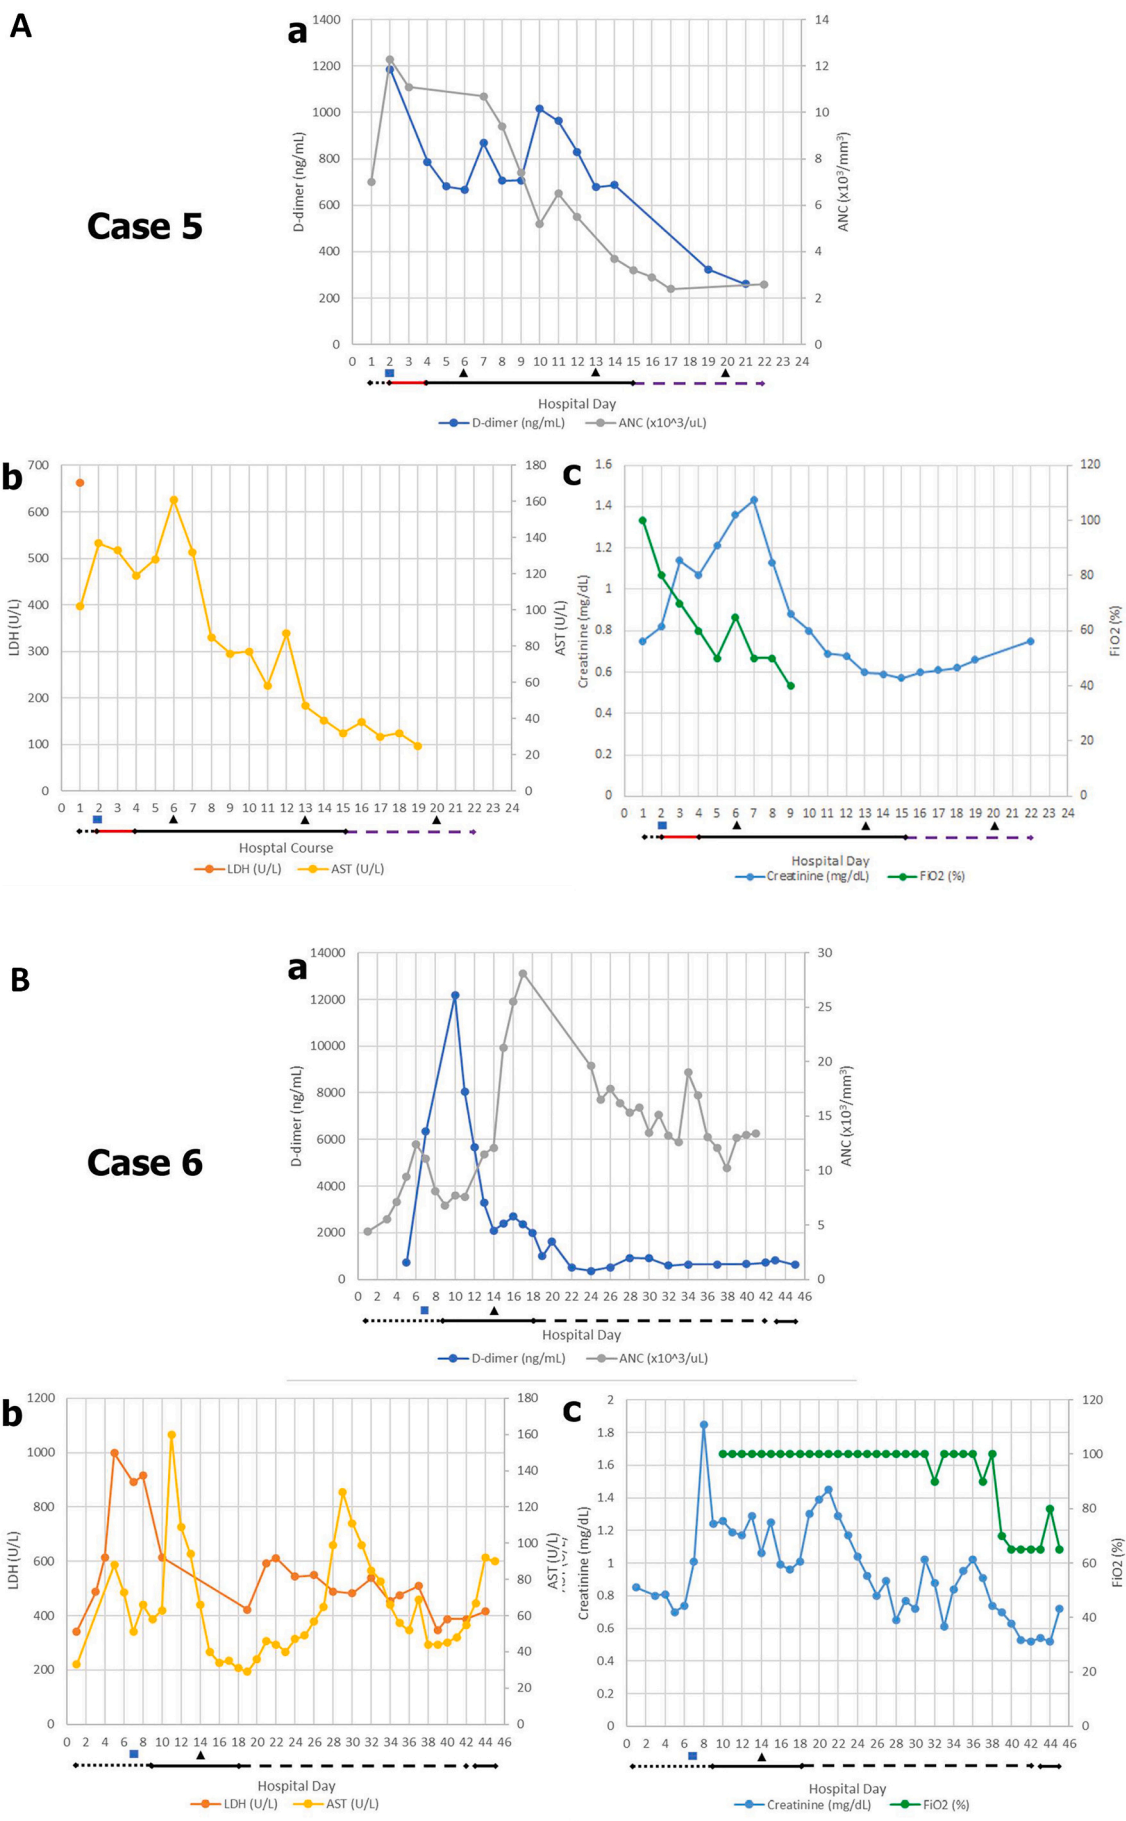 A
a
Case 5
D-dimer (ng/mL)
1400
1200
1000
800
600
400
200
0
14
12
10
8
6
4
2
0
ANC (x10³/mm³)
0 1 2 3 4 5 6 7 8 9 10 11 12 13 14 15 16 17 18 19 20 21 22 23 24
Hospital Day
D-dimer (ng/mL) ANC (x10^3/uL)
b
LDH (U/L)
700
600
500
400
300
200
100
0
180
160
140
120
100
80
60
40
20
0
AST (U/L)
0 1 2 3 4 5 6 7 8 9 10 11 12 13 14 15 16 17 18 19 20 21 22 23 24
Hosptal Course
LDH (U/L) AST (U/L)
c
Creatinine (mg/dL)
1.6
1.4
1.2
1
0.8
0.6
0.4
0.2
0
120
100
80
60
40
20
0
FiO2 (%)
0 1 2 3 4 5 6 7 8 9 10 11 12 13 14 15 16 17 18 19 20 21 22 23 24
Hospital Day
Creatinine (mg/dL) FiO2 (%)
B
a
Case 6
D-dimer (ng/mL)
14000
12000
10000
8000
6000
4000
2000
0
30
25
20
15
10
5
0
ANC (x10³/mm³)
0 2 4 6 8 10 12 14 16 18 20 22 24 26 28 30 32 34 36 38 40 42 44 46
Hospital Day
D-dimer (ng/mL) ANC (x10^3/uL)
b
LDH (U/L)
1200
1000
800
600
400
200
0
180
160
140
120
100
80
60
40
20
0
AST (U/L)
0 2 4 6 8 10 12 14 16 18 20 22 24 26 28 30 32 34 36 38 40 42 44 46
Hospital Day
LDH (U/L) AST (U/L)
c
Creatinine (mg/dL)
2
1.8
1.6
1.4
1.2
1
0.8
0.6
0.4
0.2
0
120
100
80
60
40
20
0
FiO2 (%)
0 2 4 6 8 10 12 14 16 18 20 22 24 26 28 30 32 34 36 38 40 42 44 46
Hospital Day
Creatinine (mg/dL) FiO2 (%)